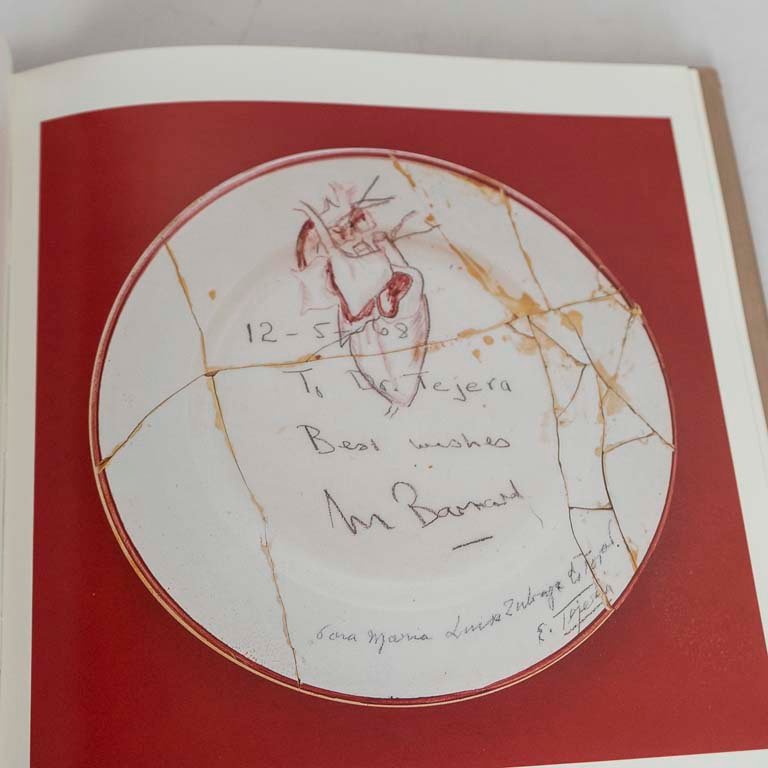 12-5-68
To Dr. Tejera
Best wishes
Barnard
Para Maria Luisa
E. Tejera